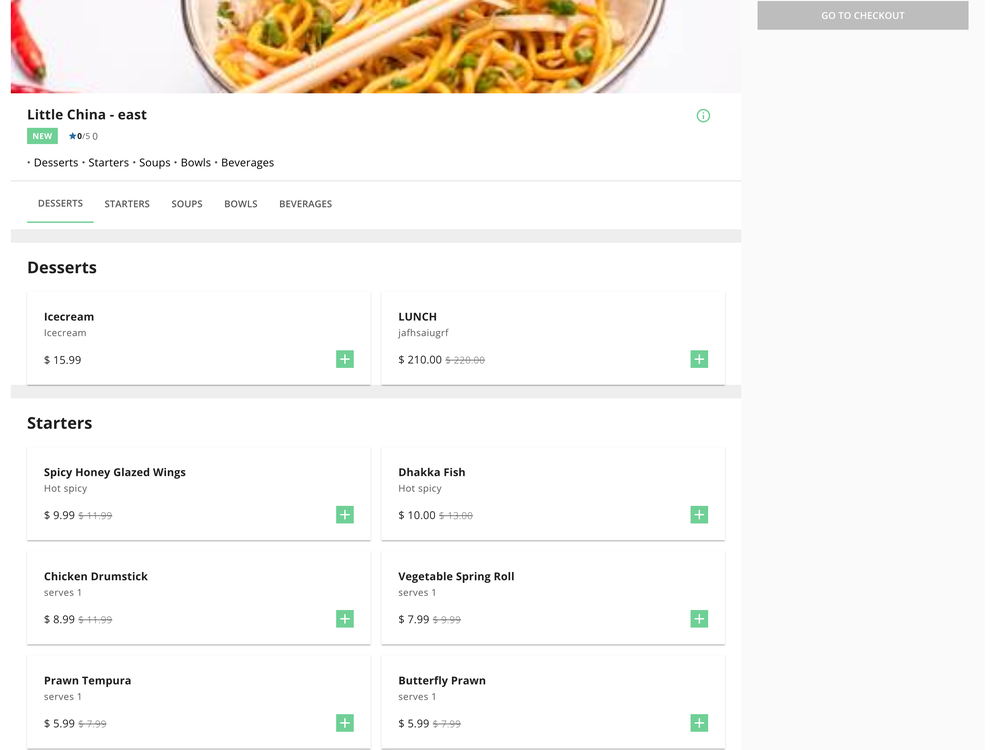 GO TO CHECKOUT
Little China - east
NEW ★0/5 0
· Desserts · Starters · Soups · Bowls · Beverages
DESSERTS STARTERS SOUPS BOWLS BEVERAGES
Desserts
Icecream
Icecream
$ 15.99
LUNCH
jafhsaiugrf
$ 210.00 $ 220.00
Starters
Spicy Honey Glazed Wings
Hot spicy
$ 9.99 $ 11.99
Dhakka Fish
Hot spicy
$ 10.00 $ 13.00
Chicken Drumstick
serves 1
$ 8.99 $ 11.99
Vegetable Spring Roll
serves 1
$ 7.99 $ 9.99
Prawn Tempura
serves 1
$ 5.99 $ 7.99
Butterfly Prawn
serves 1
$ 5.99 $ 7.99